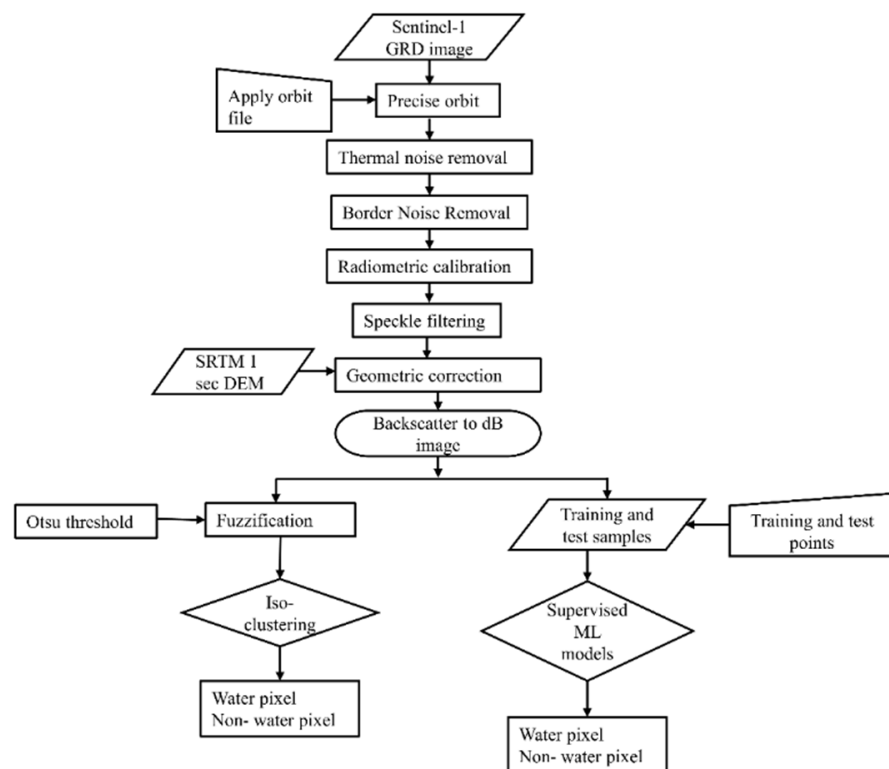 Sentinel-1
GRD image
Apply orbit
file
Precise orbit
Thermal noise removal
Border Noise Removal
Radiometric calibration
Speckle filtering
SRTM 1
sec DEM
Geometric correction
Backscatter to dB
image
Otsu threshold
Fuzzification
Training and
test samples
Training and test
points
Iso-
clustering
Supervised
ML
models
Water pixel
Non- water pixel
Water pixel
Non- water pixel